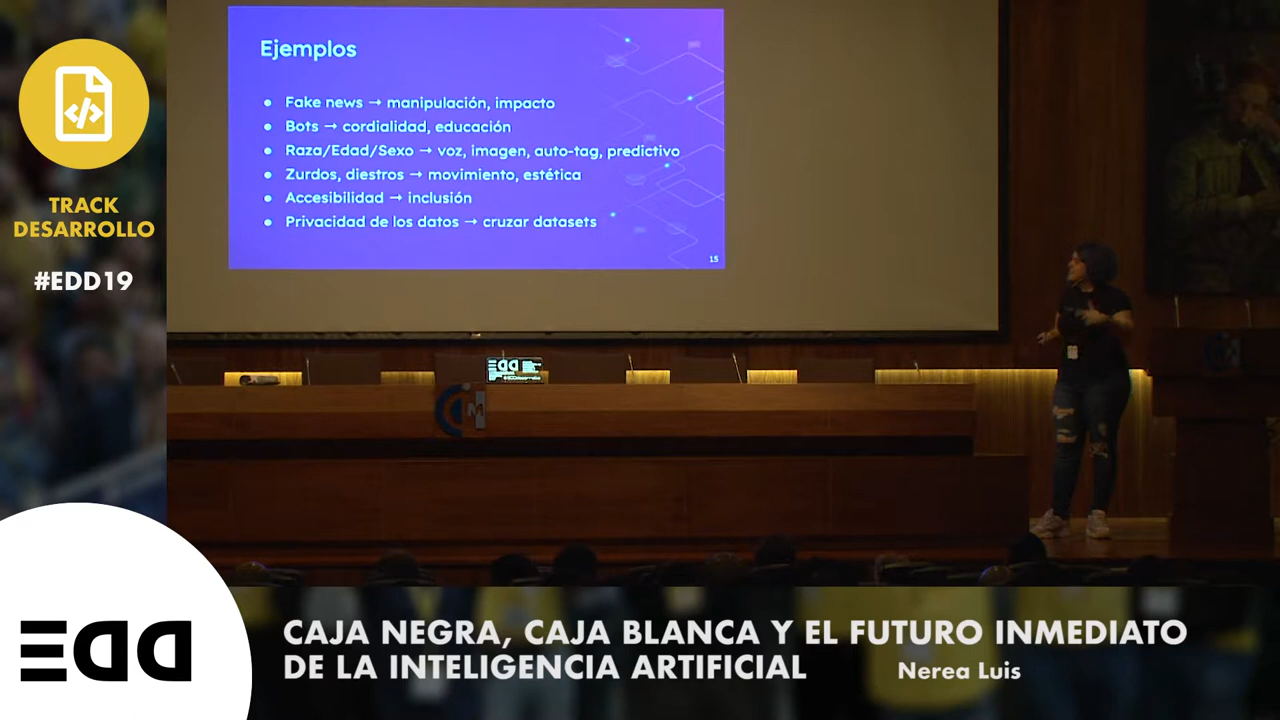 Ejemplos
● Fake news → manipulación, impacto
● Bots → cordialidad, educación
● Raza/Edad/Sexo → voz, imagen, auto-tag, predictivo
● Zurdos, diestros → movimiento, estética
● Accesibilidad → inclusión
● Privacidad de los datos → cruzar datasets
15
TRACK
DESARROLLO
#EDD19
EDD
EDD
CAJA NEGRA, CAJA BLANCA Y EL FUTURO INMEDIATO
DE LA INTELIGENCIA ARTIFICIAL
Nerea Luis